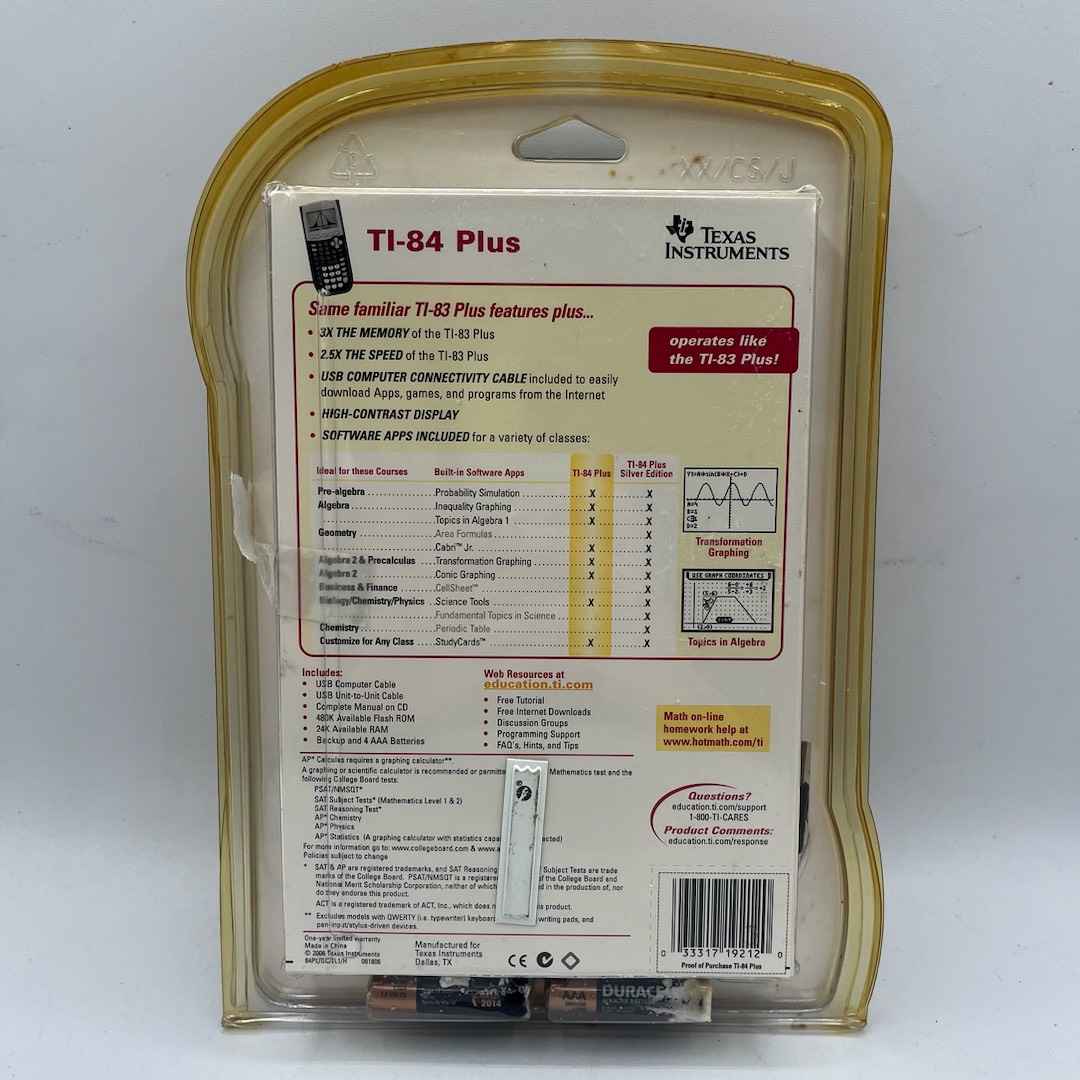 XX/CS/J
TI-84 Plus
TEXAS
INSTRUMENTS
Same familiar TI-83 Plus features plus...
• 3X THE MEMORY of the TI-83 Plus
• 2.5X THE SPEED of the TI-83 Plus
• USB COMPUTER CONNECTIVITY CABLE included to easily
download Apps, games, and programs from the Internet
• HIGH-CONTRAST DISPLAY
• SOFTWARE APPS INCLUDED for a variety of classes:
operates like
the TI-83 Plus!
Ideal for these Courses Built-in Software Apps TI-84 Plus TI-84 Plus Silver Edition
Pre-algebra Probability Simulation X X
Algebra Inequality Graphing X X
Topics in Algebra 1 X X
Geometry Area Formulas X
Cabri™ Jr. X X
Algebra 2 & Precalculus Transformation Graphing X X
Algebra 2 Conic Graphing X X
Business & Finance CellSheet™ X
Biology/Chemistry/Physics Science Tools X X
Fundamental Topics in Science X
Chemistry Periodic Table X
Customize for Any Class StudyCards™ X X
Y1=A*sin(B*X+C)+D
A=4
B=1
D=2
Transformation
Graphing
USE GRAPH COORDINATES
Topics in Algebra
Includes:
• USB Computer Cable
• USB Unit-to-Unit Cable
• Complete Manual on CD
• 480K Available Flash ROM
• 24K Available RAM
• Backup and 4 AAA Batteries
Web Resources at
education.ti.com
• Free Tutorial
• Free Internet Downloads
• Discussion Groups
• Programming Support
• FAQ's, Hints, and Tips
Math on-line
homework help at
www.hotmath.com/ti
AP* Calculus requires a graphing calculator**.
A graphing or scientific calculator is recommended or permitte Mathematics test and the
following College Board tests:
PSAT/NMSQT*
SAT Subject Tests* (Mathematics Level 1 & 2)
SAT Reasoning Test*
AP* Chemistry
AP* Physics
AP* Statistics (A graphing calculator with statistics capa ected)
For more information go to: www.collegeboard.com & www.a
Policies subject to change
* SAT & AP are registered trademarks, and SAT Reasoning Subject Tests are trade
marks of the College Board. PSAT/NMSQT is a registere of the College Board and
National Merit Scholarship Corporation, neither of which d in the production of, nor
do they endorse this product.
ACT is a registered trademark of ACT, Inc., which does n is product.
** Excludes models with QWERTY (i.e. typewriter) keyboar writing pads, and
pen-input/stylus-driven devices.
Questions?
education.ti.com/support
1-800-TI-CARES
Product Comments:
education.ti.com/response
One-year limited warranty
Made in China
© 2006 Texas Instruments
081806
Manufactured for
Texas Instruments
Dallas, TX
CE
0 33317 19212 0
Proof of Purchase TI-84 Plus
2014
AAA
DURACE